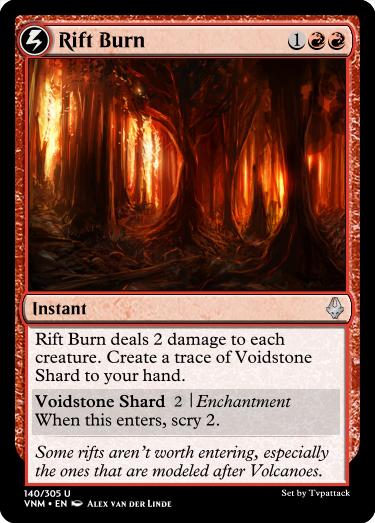 Rift Burn 1
Instant
Rift Burn deals 2 damage to each
creature. Create a trace of Voidstone
Shard to your hand.
Voidstone Shard 2 | Enchantment
When this enters, scry 2.
Some rifts aren't worth entering, especially
the ones that are modeled after Volcanoes.
140/305 U
Set by Tvpattack
VNM • EN Alex van der Linde